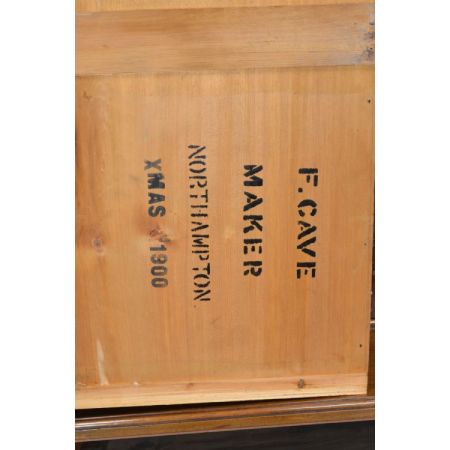 F. CAVE
MAKER
NORTHAMPTON.
XMAS 1900